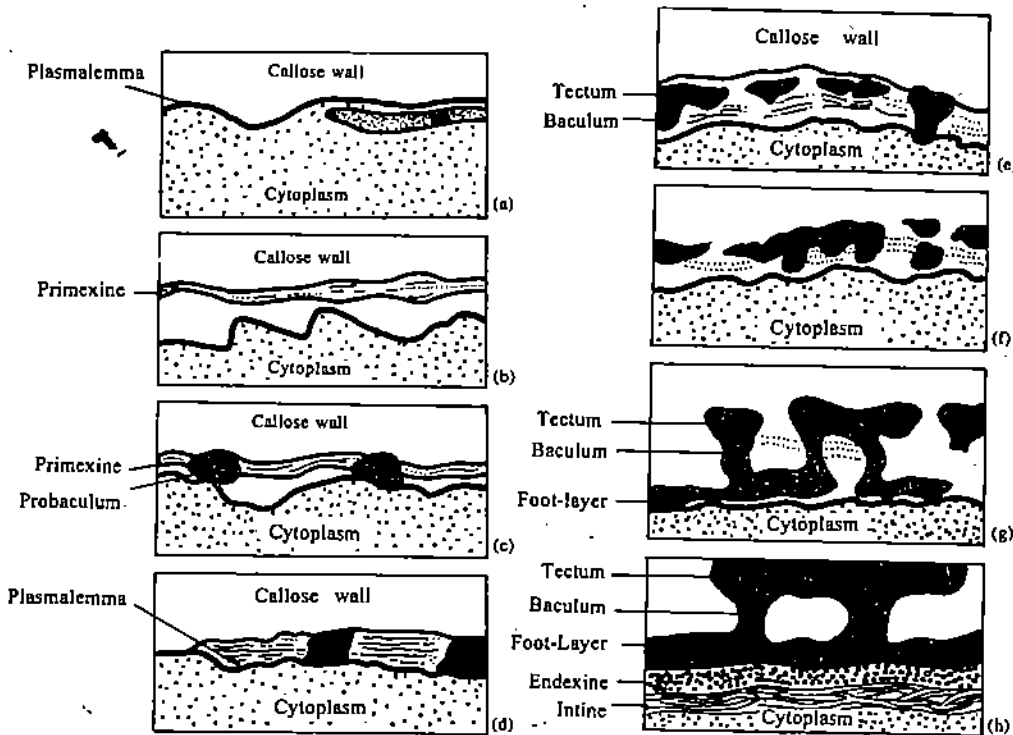 Plasmalemma
Callose wall
Cytoplasm
(a)
Callose wall
Primexine
Cytoplasm
(b)
Callose wall
Primexine
Probaculum
Cytoplasm
(c)
Plasmalemma
Callose wall
Cytoplasm
(d)
Callose wall
Tectum
Baculum
Cytoplasm
(e)
Cytoplasm
(f)
Tectum
Baculum
Foot-layer
Cytoplasm
(g)
Tectum
Baculum
Foot-Layer
Endexine
Intine
Cytoplasm
(h)